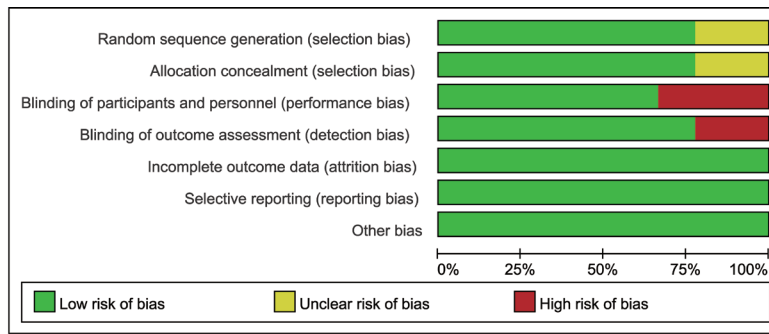 Random sequence generation (selection bias)
Allocation concealment (selection bias)
Blinding of participants and personnel (performance bias)
Blinding of outcome assessment (detection bias)
Incomplete outcome data (attrition bias)
Selective reporting (reporting bias)
Other bias
0% 25% 50% 75% 100%
Low risk of bias Unclear risk of bias High risk of bias